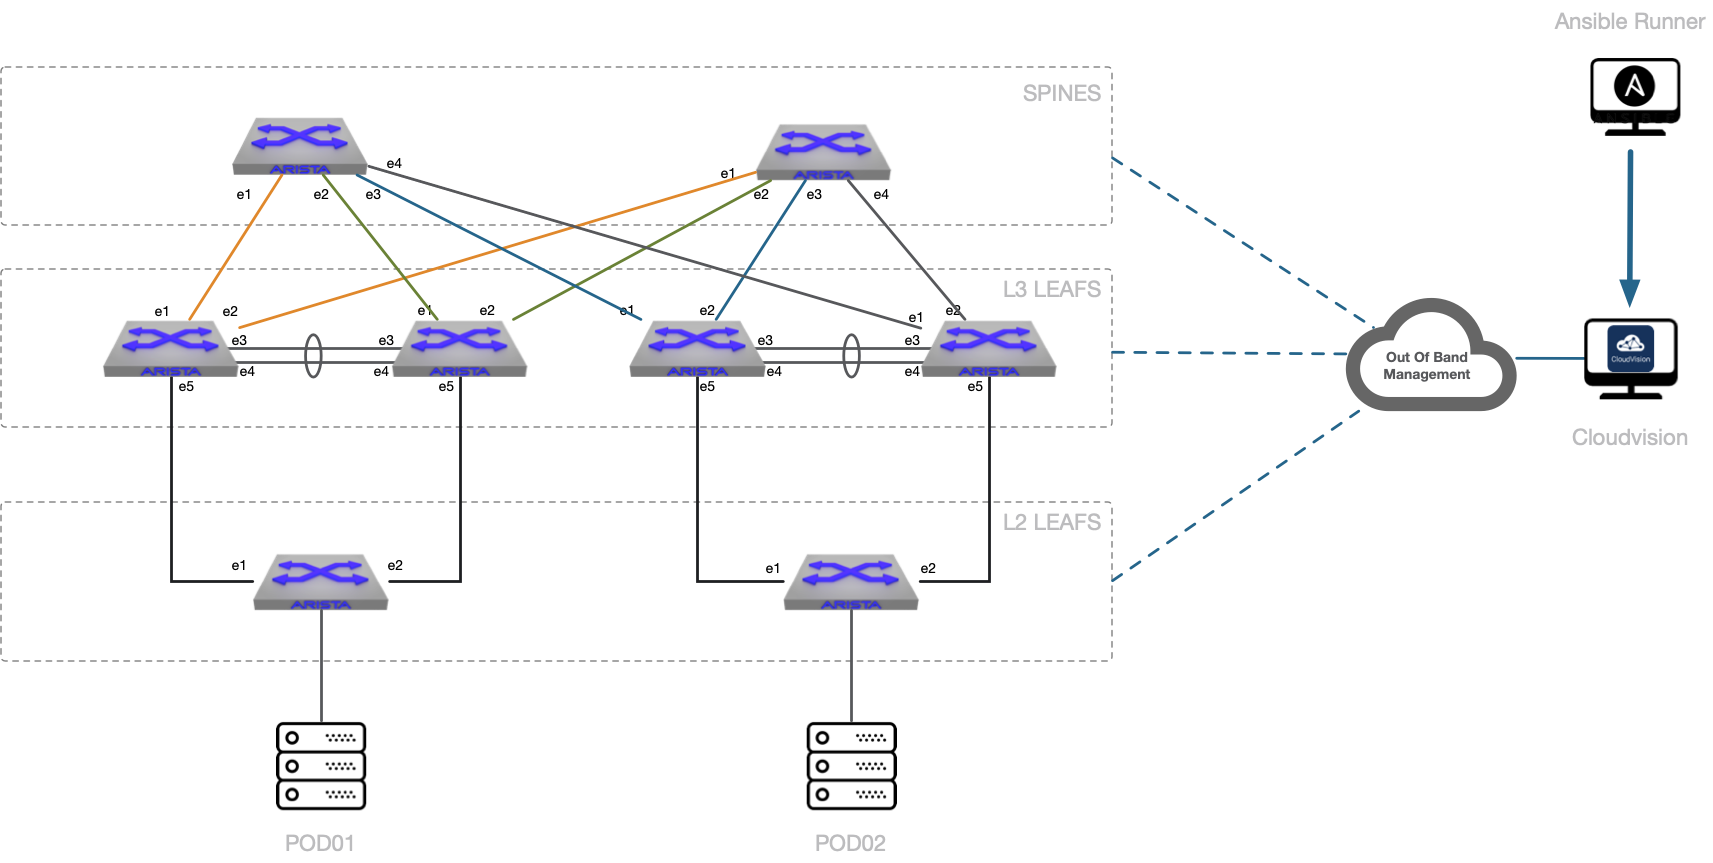 Ansible Runner
SPINES
ARISTA
ARISTA
e4
e1
e1
e2
e3
e2
e3
e4
L3 LEAFS
e1
e2
e1
e2
e1
e2
e1
e2
e3
e3
e3
e3
ARISTA
e4
e4
ARISTA
ARISTA
e4
e4
ARISTA
e5
e5
e5
e5
Out Of Band
Management
CloudVision
Cloudvision
L2 LEAFS
e1
e2
e1
e2
ARISTA
ARISTA
POD01
POD02